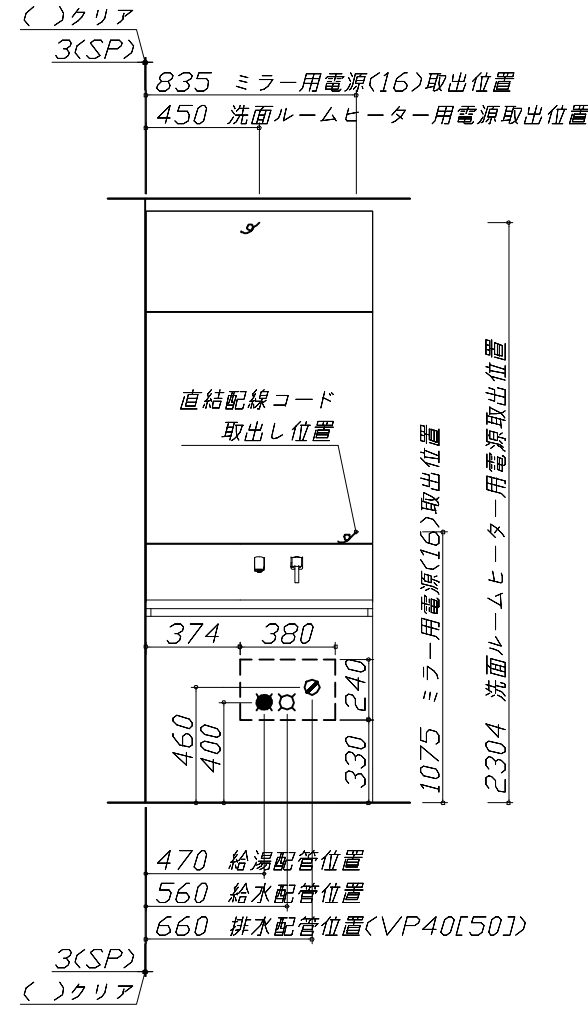 ( )クリア
3(SP)
835 ミラー用電源(16)取出位置
450 洗面ルームヒーター用電源取出位置
直結配線コード
取出し位置
374
380
240
330
460
400
1075 ミラー用電源(16)取出位置
2304 洗面ルームヒーター用電源取出位置
470 給湯配管位置
560 給水配管位置
660 排水配管位置(VP40[50])
3(SP)
( )クリア